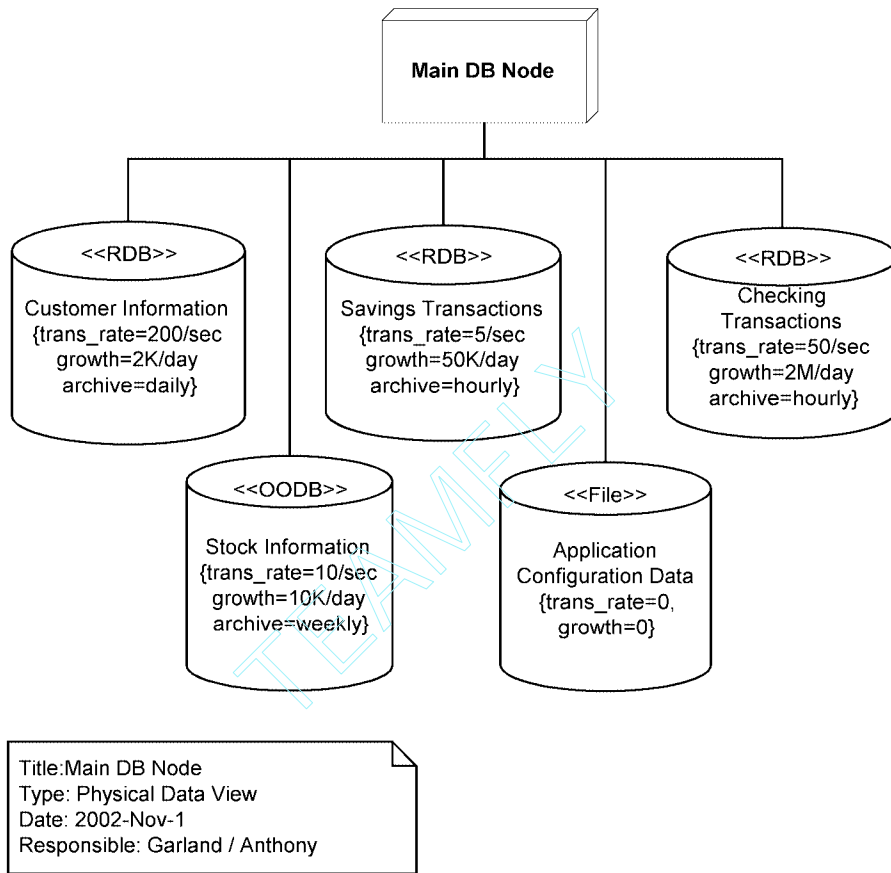 Main DB Node
<<RDB>>
Customer Information
{trans_rate=200/sec
growth=2K/day
archive=daily}
<<RDB>>
Savings Transactions
{trans_rate=5/sec
growth=50K/day
archive=hourly}
<<RDB>>
Checking
Transactions
{trans_rate=50/sec
growth=2M/day
archive=hourly}
<<OODB>>
Stock Information
{trans_rate=10/sec
growth=10K/day
archive=weekly}
<<File>>
Application
Configuration Data
{trans_rate=0,
growth=0}
TEAMFLY
Title:Main DB Node
Type: Physical Data View
Date: 2002-Nov-1
Responsible: Garland / Anthony